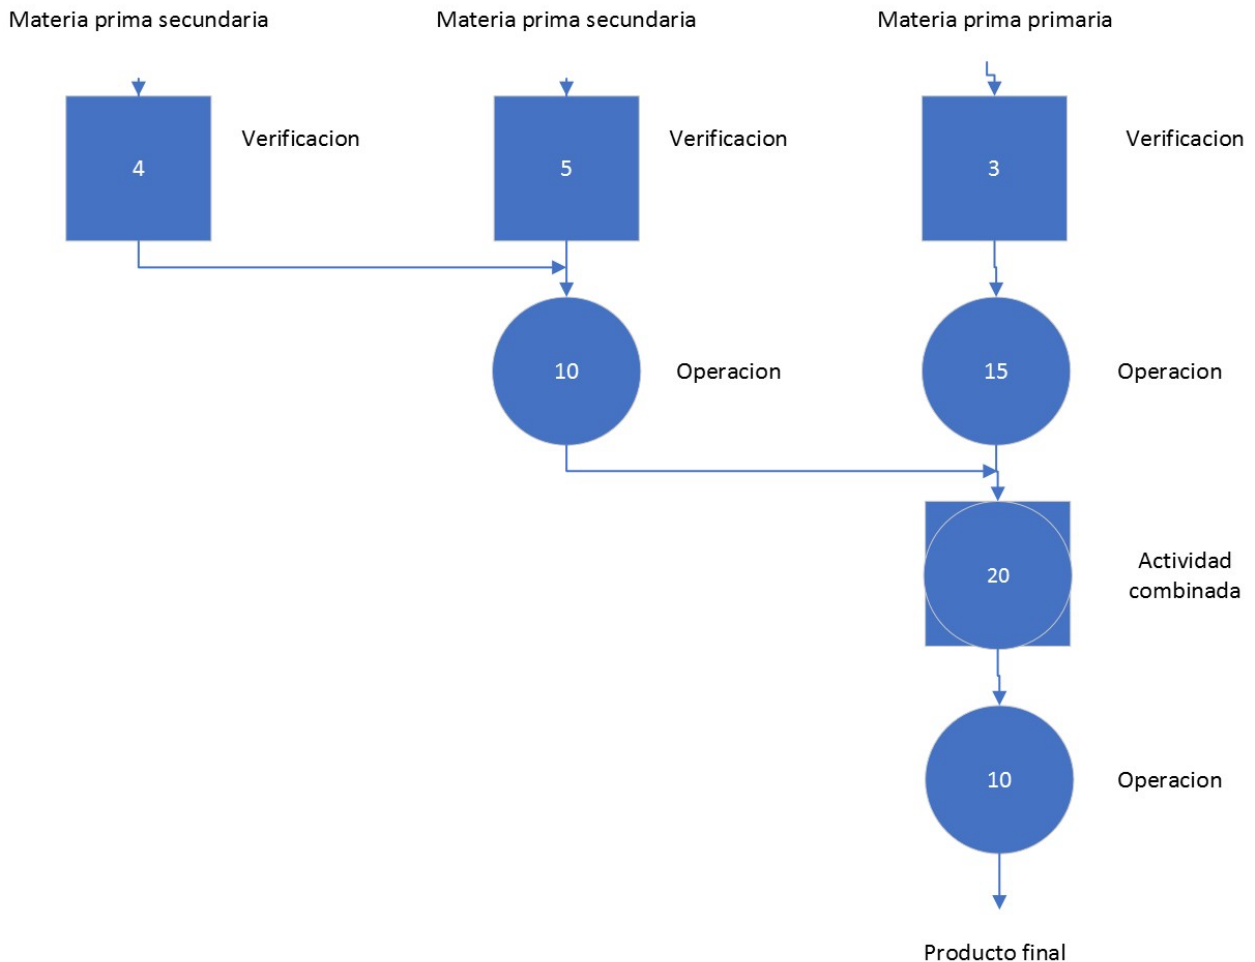 Materia prima secundaria
Materia prima secundaria
Materia prima primaria
4
Verificacion
5
Verificacion
3
Verificacion
10
Operacion
15
Operacion
20
Actividad
combinada
10
Operacion
Producto final